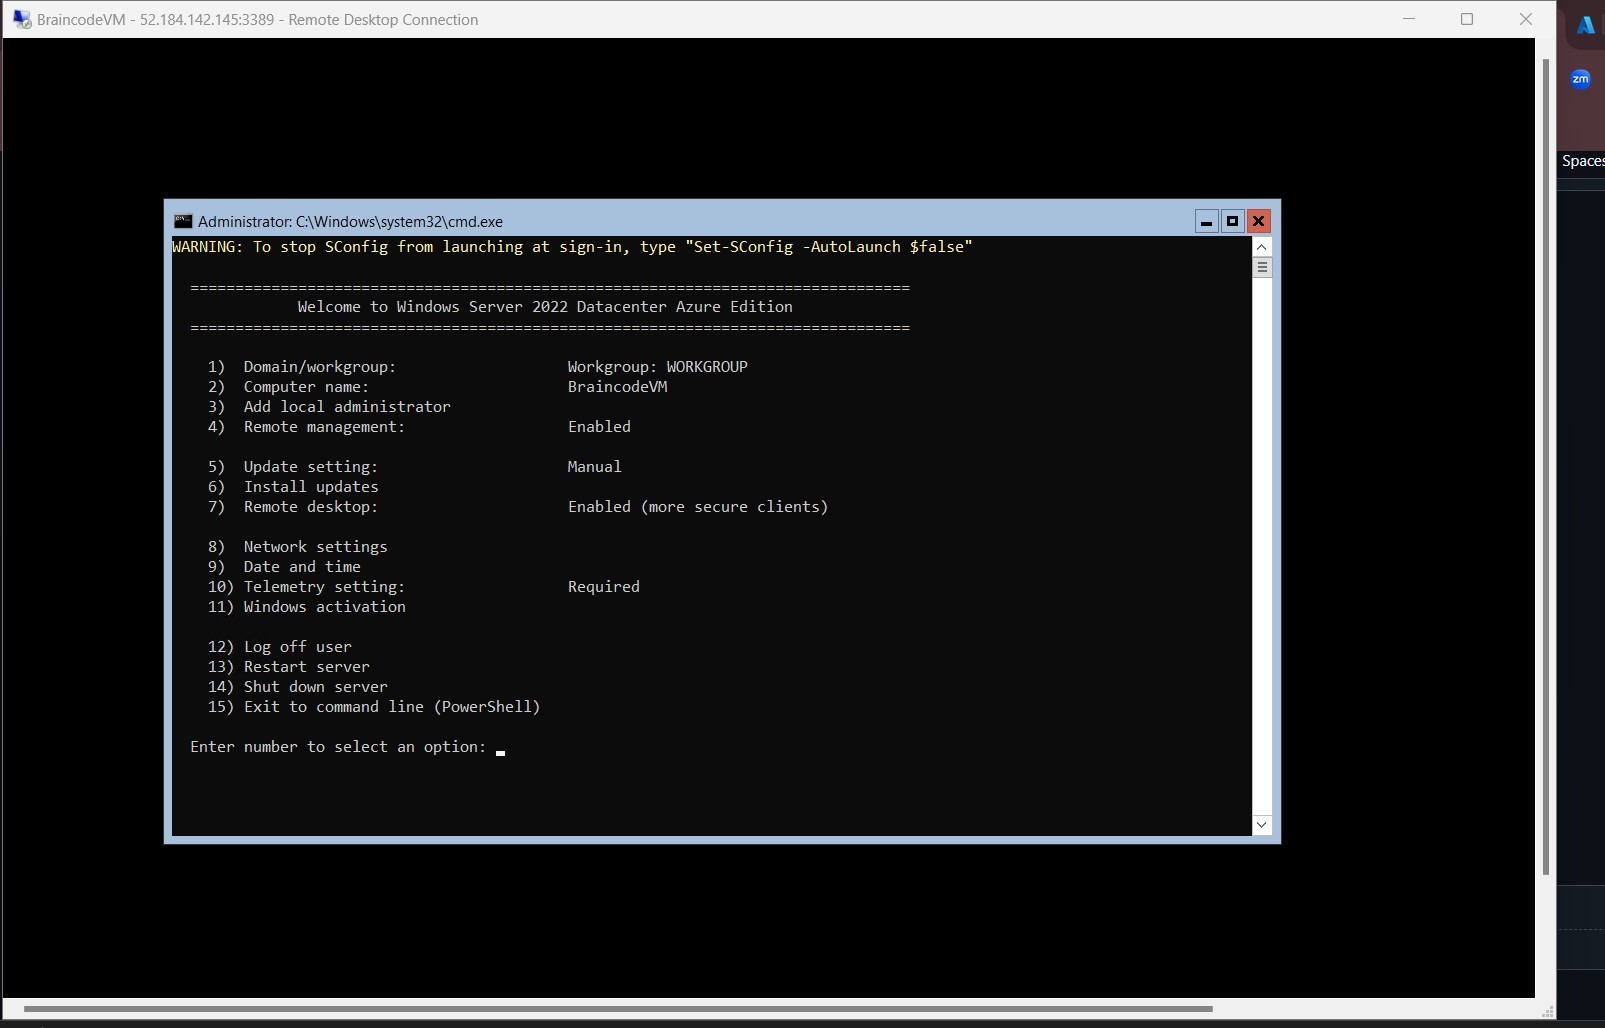 BraincodeVM - 52.184.142.145:3389 - Remote Desktop Connection
zm
Spaces
Administrator: C:\Windows\system32\cmd.exe
WARNING: To stop SConfig from launching at sign-in, type "Set-SConfig -AutoLaunch $false"
================================================================================
Welcome to Windows Server 2022 Datacenter Azure Edition
================================================================================
1) Domain/workgroup: Workgroup: WORKGROUP
2) Computer name: BraincodeVM
3) Add local administrator
4) Remote management: Enabled
5) Update setting: Manual
6) Install updates
7) Remote desktop: Enabled (more secure clients)
8) Network settings
9) Date and time
10) Telemetry setting: Required
11) Windows activation
12) Log off user
13) Restart server
14) Shut down server
15) Exit to command line (PowerShell)
Enter number to select an option: